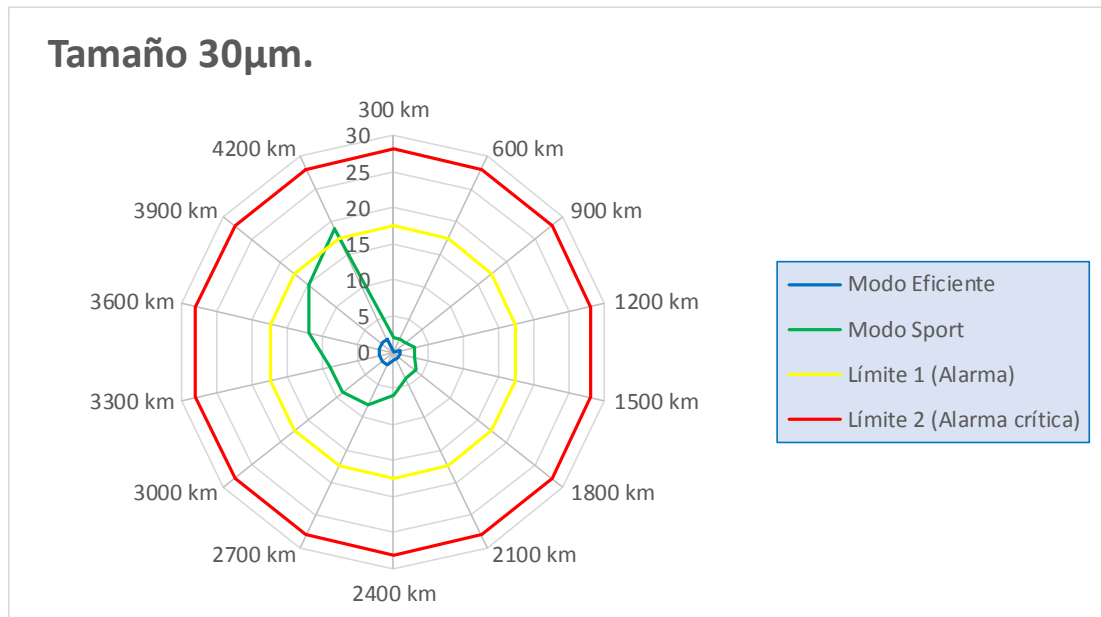 Tamaño 30µm.
300 km
600 km
900 km
1200 km
1500 km
1800 km
2100 km
2400 km
2700 km
3000 km
3300 km
3600 km
3900 km
4200 km
30
25
20
15
10
5
0
Modo Eficiente
Modo Sport
Límite 1 (Alarma)
Límite 2 (Alarma crítica)